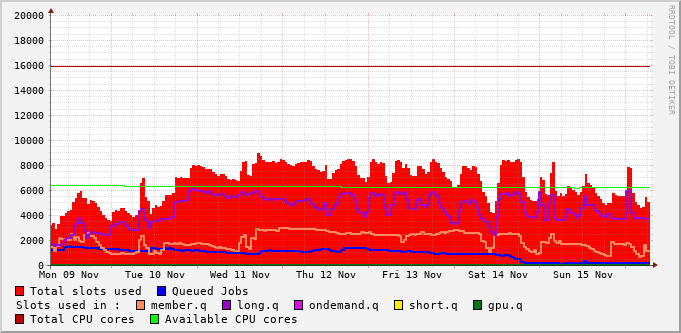 RRDTOOL / TOBI OETIKER
20000
18000
16000
14000
12000
10000
8000
6000
4000
2000
0
Mon 09 Nov Tue 10 Nov Wed 11 Nov Thu 12 Nov Fri 13 Nov Sat 14 Nov Sun 15 Nov
Total slots used Queued Jobs
Slots used in : member.q long.q ondemand.q short.q gpu.q
Total CPU cores Available CPU cores